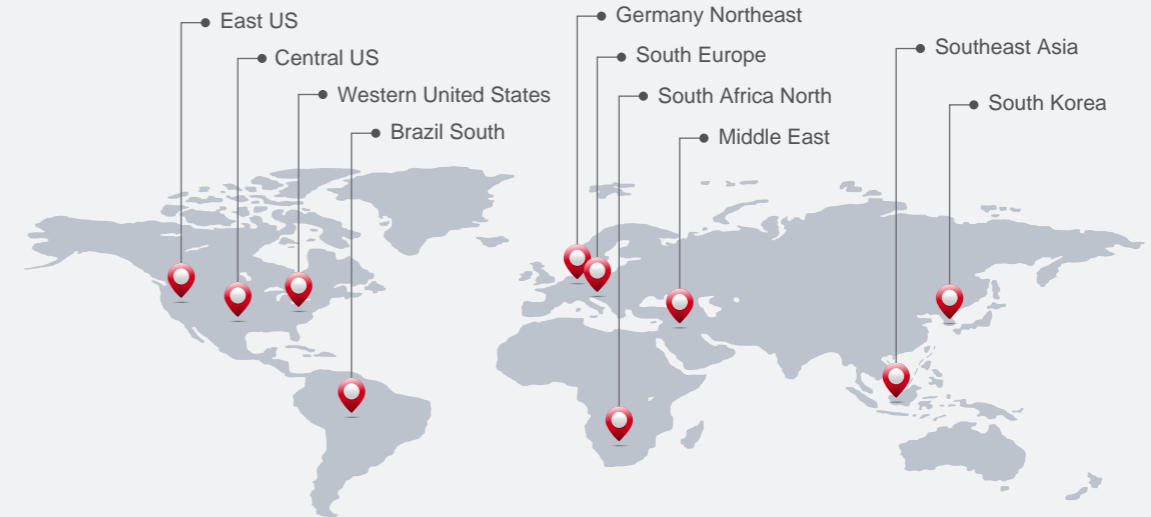 East US
Central US
Western United States
Brazil South
Germany Northeast
South Europe
South Africa North
Middle East
Southeast Asia
South Korea